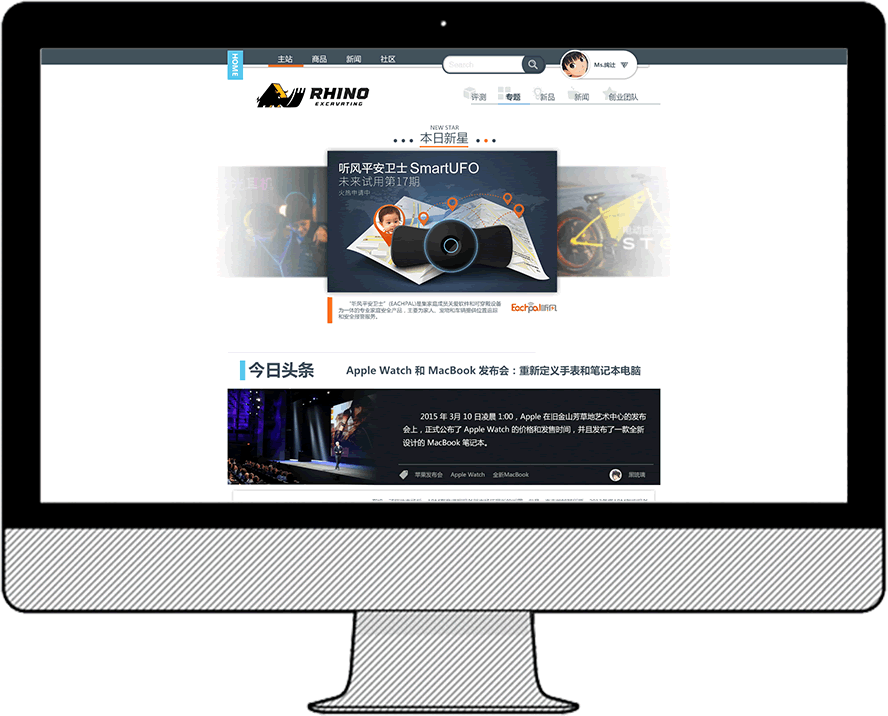 HOME
主站 商品 新闻 社区
Search
Ms.疯过
RHINO
EXCAVATING
评测 专题 新品 新闻 创业团队
NEW STAR
本日新星
听风平安卫士 SmartUFO
未来试用第17期
火热申请中
耳机
电动自
ST
“听风平安卫士”(EACHPAL)是集家庭成员关爱软件和可穿戴设备
为一体的专业家庭安全产品，主要为家人、宠物和车辆提供位置追踪
和安全报警服务。
Eachpal听风
今日头条
Apple Watch 和 MacBook 发布会：重新定义手表和笔记本电脑
2015 年 3月 10 日凌晨 1:00，Apple 在旧金山芳草地艺术中心的发布
会上，正式公布了 Apple Watch 的价格和发售时间，并且发布了一款全新
设计的 MacBook 笔记本。
苹果发布会 Apple Watch 全新MacBook